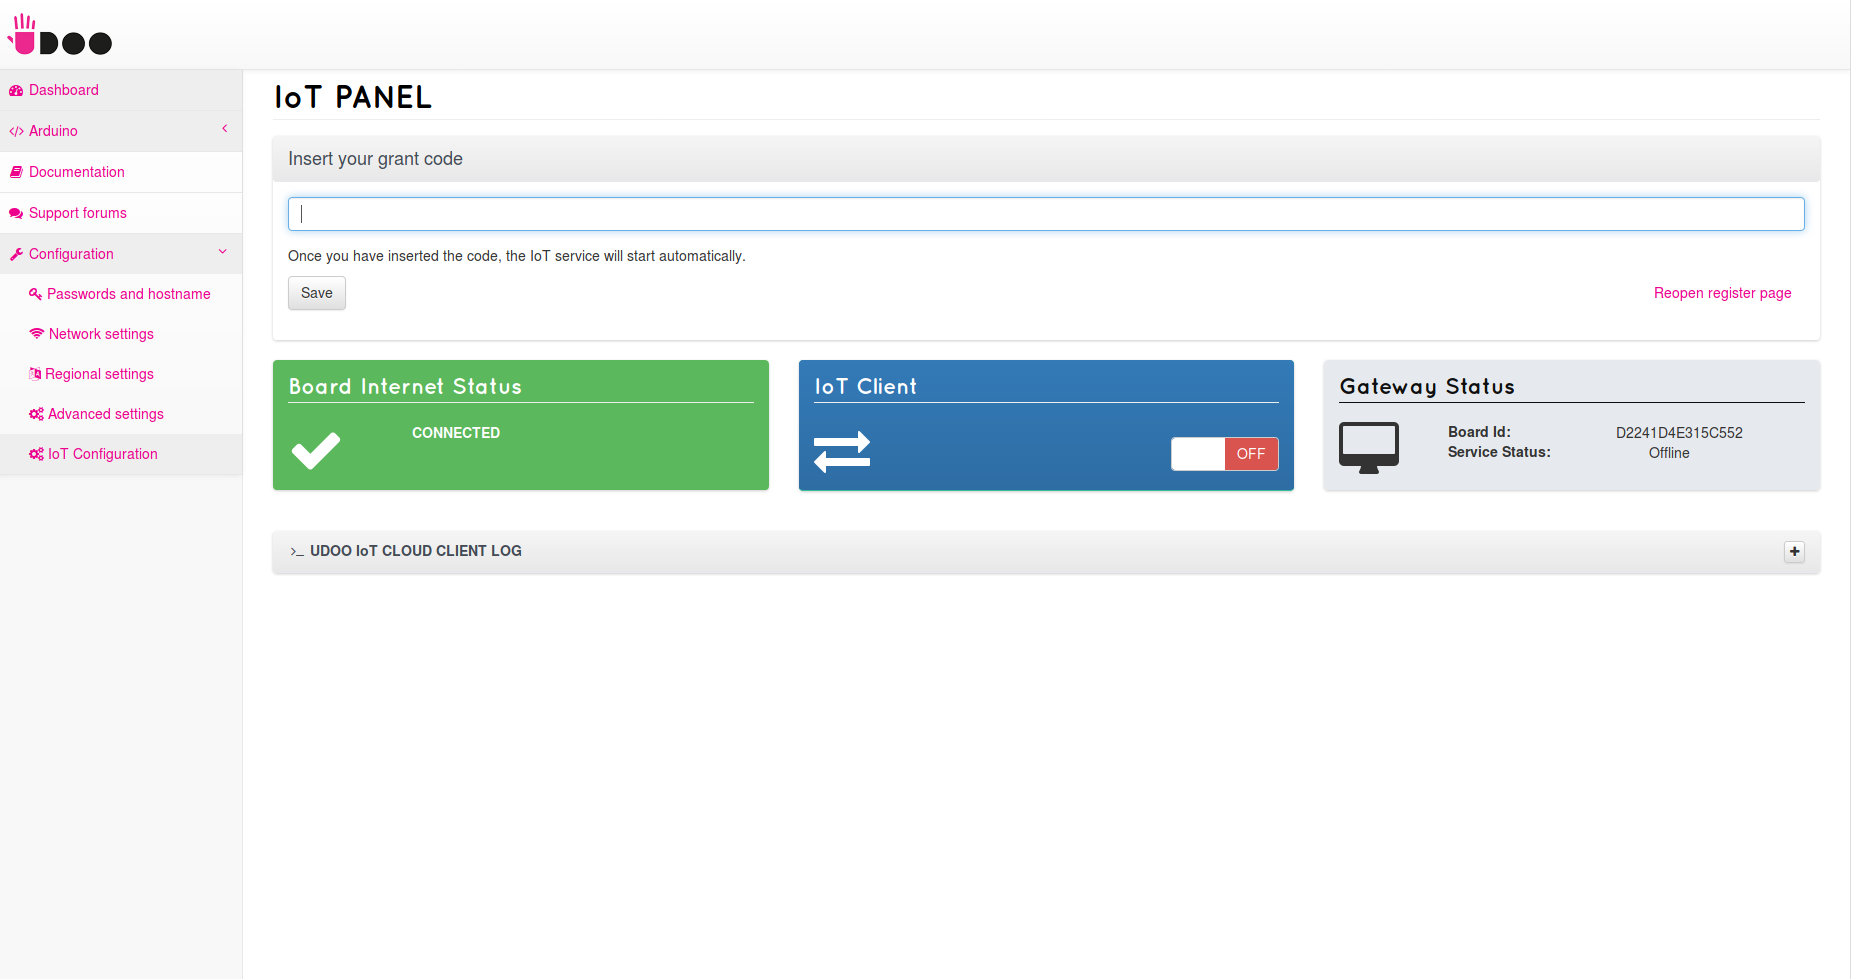 UDOO
Dashboard
Arduino
Documentation
Support forums
Configuration
Passwords and hostname
Network settings
Regional settings
Advanced settings
IoT Configuration
IoT PANEL
Insert your grant code
Once you have inserted the code, the IoT service will start automatically.
Save
Reopen register page
Board Internet Status
CONNECTED
IoT Client
OFF
Gateway Status
Board Id: D2241D4E315C552
Service Status: Offline
>_ UDOO IoT CLOUD CLIENT LOG